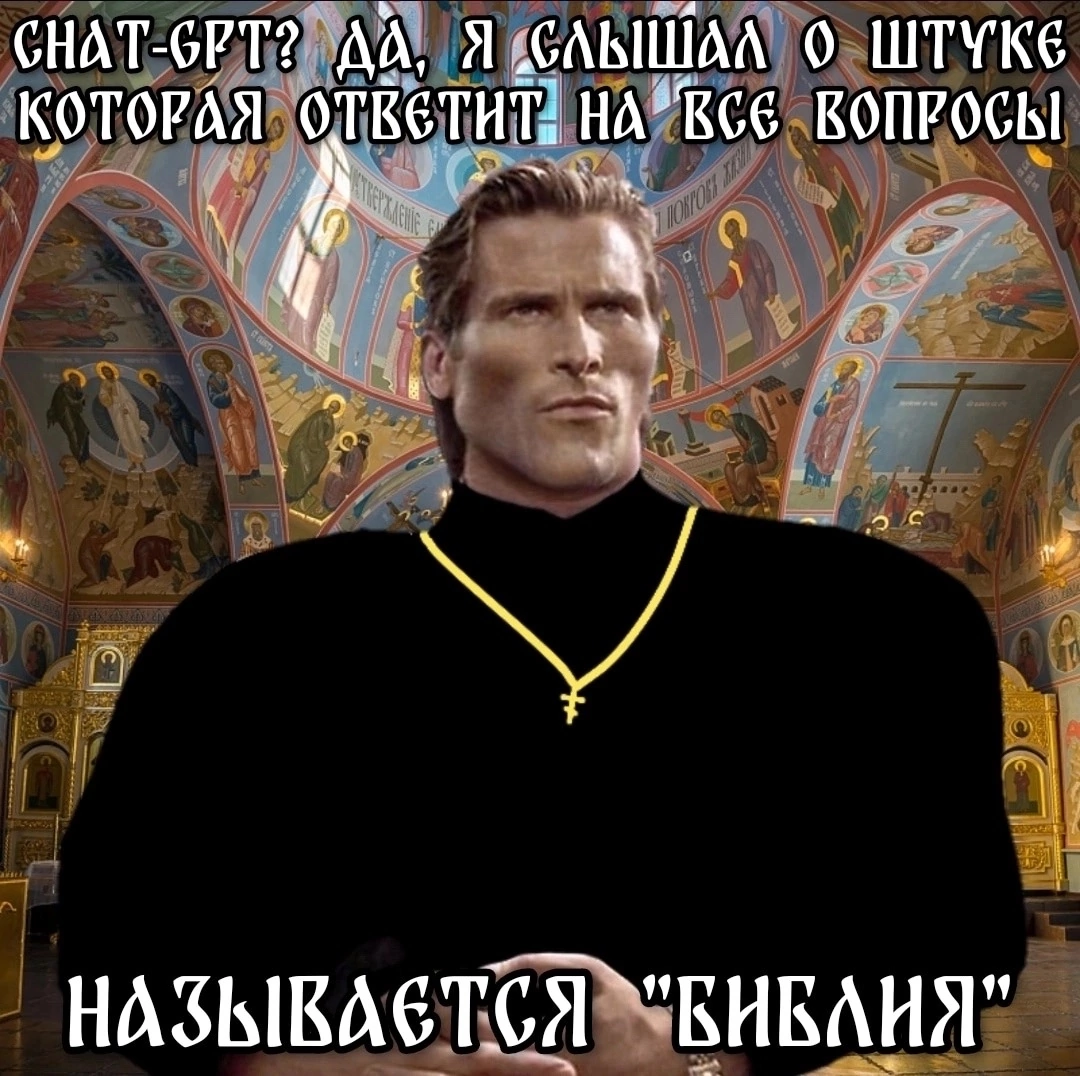 CHAT-GPT? ДА, Я СЛЫШАЛ О ШТУКЕ
КОТОРАЯ ОТВЕТИТ НА ВСЕ ВОПРОСЫ
НАЗЫВАЕТСЯ "БИБЛИЯ"